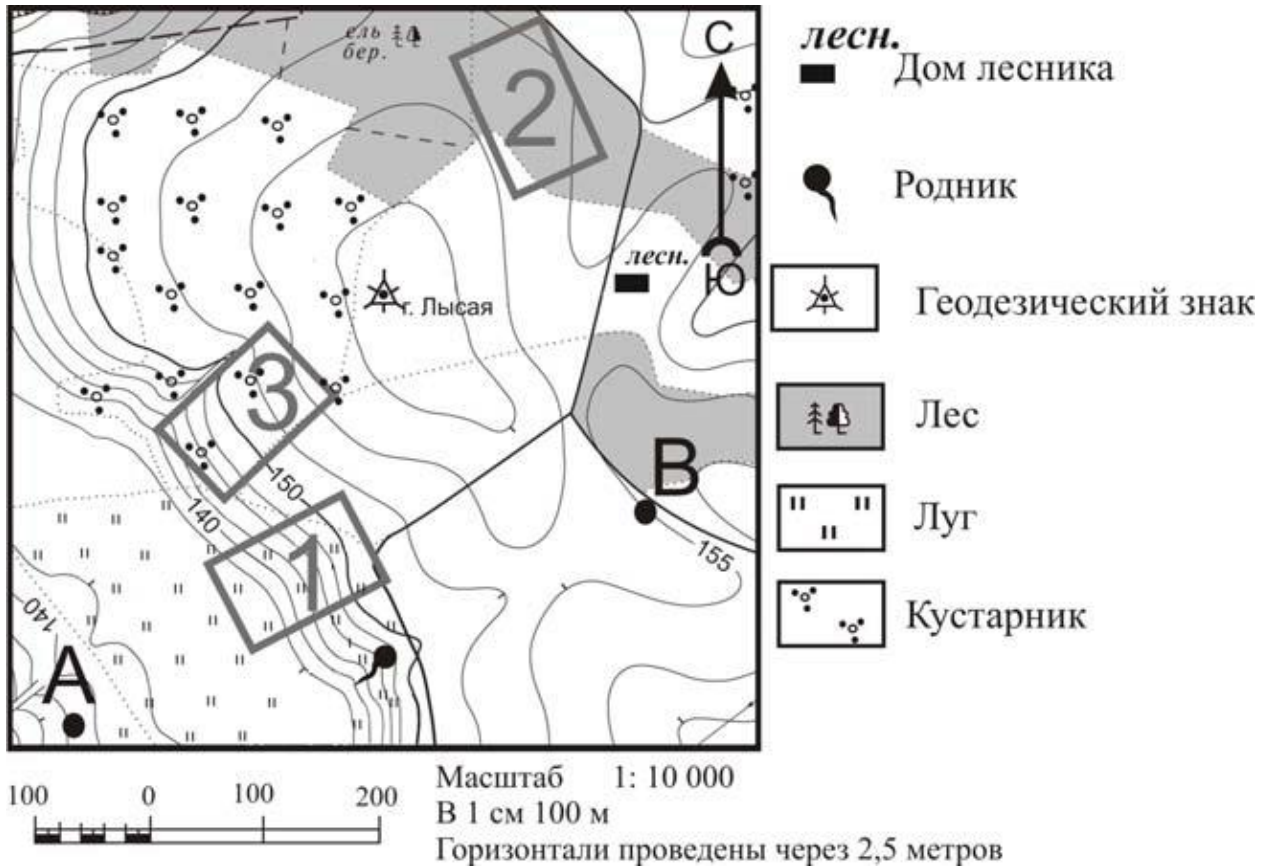 ель
бер.
2
С
Ю
лесн.
г. Лысая
3
150
140
1
В
155
140
А
лесн.
Дом лесника
Родник
Геодезический знак
Лес
Луг
Кустарник
100 0 100 200
Масштаб 1: 10 000
В 1 см 100 м
Горизонтали проведены через 2,5 метров